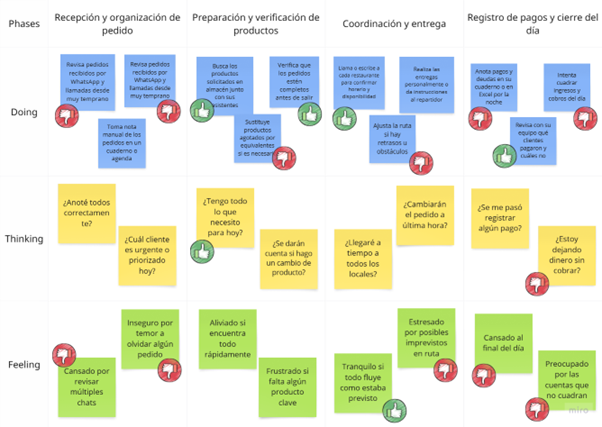 Phases
Recepción y organización de
pedido
Preparación y verificación de
productos
Coordinación y entrega
Registro de pagos y cierre del
día
Doing
Revisa pedidos
recibidos por
WhatsApp y
llamadas desde
muy temprano
Revisa pedidos
recibidos por
WhatsApp y
llamadas desde
muy temprano
Toma nota
manual de los
pedidos en un
cuaderno o
agenda
Busca los
productos
solicitados en
almacén junto
con sus
asistentes
Verifica que
los pedidos
estén
completos
antes de salir
Sustituye
productos
agotados por
equivalentes
si es necesario
Llama o escribe a
cada restaurante
para confirmar
horario y
disponibilidad
Realiza las
entregas
personalmente o
da instrucciones
al repartidor
Ajusta la ruta
si hay
retrasos u
obstáculos
Anota pagos y
deudas en su
cuaderno o en
Excel por la
noche
Intenta
cuadrar
ingresos y
cobros del día
Revisa con su
equipo qué
clientes
pagaron y
cuáles no
Thinking
¿Anoté todos
correctamen
te?
¿Cuál cliente
es urgente o
priorizado
hoy?
¿Tengo todo
lo que
necesito
para hoy?
¿Se darán
cuenta si hago
un cambio de
producto?
¿Llegaré a
tiempo a
todos los
locales?
¿Cambiarán
el pedido a
última hora?
¿Se me pasó
registrar
algún pago?
¿Estoy
dejando
dinero sin
cobrar?
Feeling
Cansado por
revisar
múltiples
chats
Inseguro por
temor a
olvidar algún
pedido
Aliviado si
encuentra
todo
rápidamente
Frustrado si
falta algún
producto
clave
Tranquilo si
todo fluye
como estaba
previsto
Estresado
por posibles
imprevistos
en ruta
Cansado al
final del día
Preocupado
por las
cuentas que
no cuadran
miro